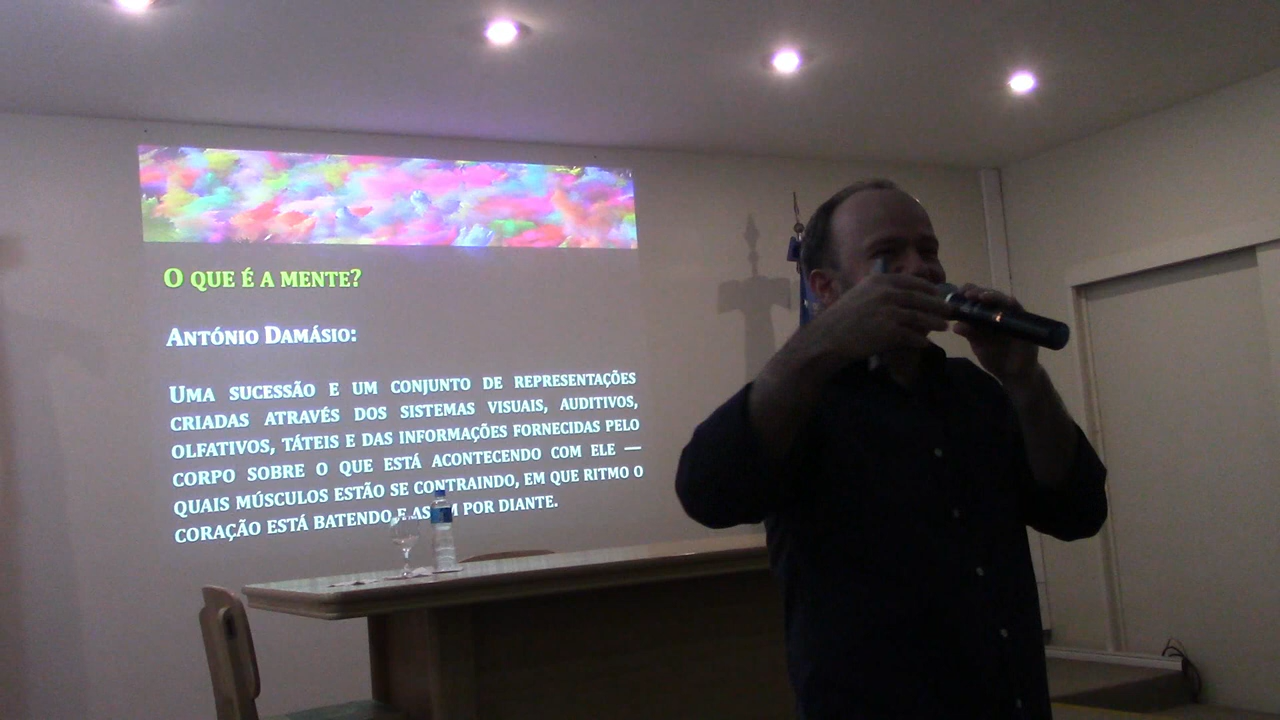 O QUE É A MENTE?
ANTÓNIO DAMÁSIO:
UMA SUCESSÃO E UM CONJUNTO DE REPRESENTAÇÕES
CRIADAS ATRAVÉS DOS SISTEMAS VISUAIS, AUDITIVOS,
OLFATIVOS, TÁTEIS E DAS INFORMAÇÕES FORNECIDAS PELO
CORPO SOBRE O QUE ESTÁ ACONTECENDO COM ELE —
QUAIS MÚSCULOS ESTÃO SE CONTRAINDO, EM QUE RITMO O
CORAÇÃO ESTÁ BATENDO E ASSIM POR DIANTE.